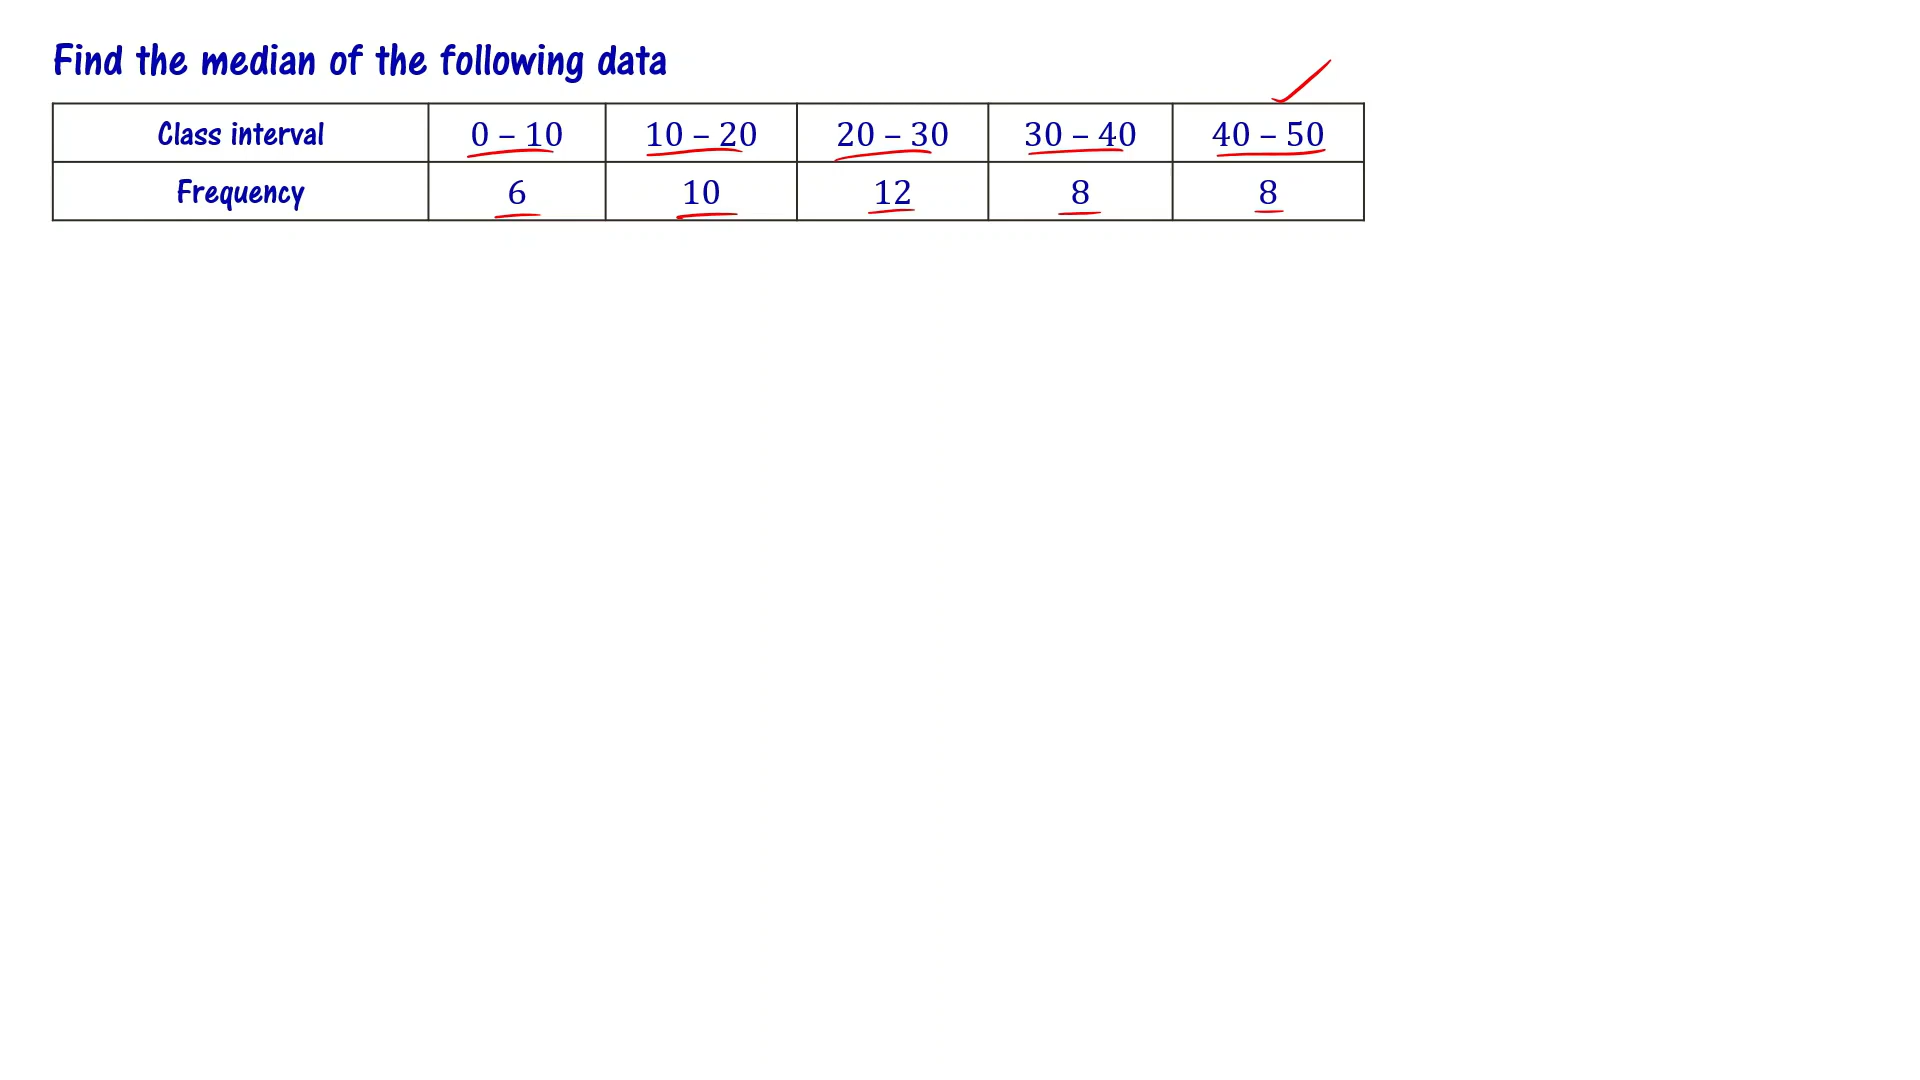 Find the median of the following data
Class interval 0 – 10 10 – 20 20 – 30 30 – 40 40 – 50
Frequency 6 10 12 8 8